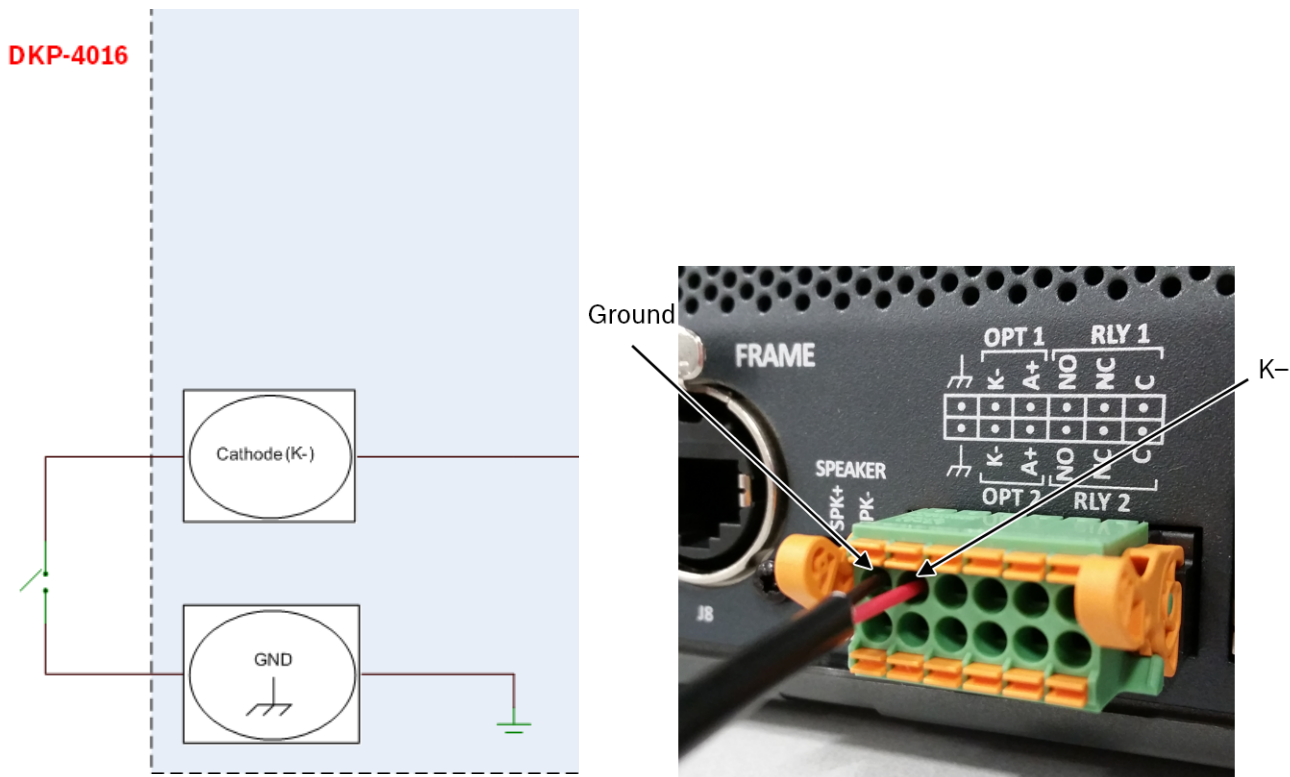 DKP-4016
Cathode(K-)
GND
Ground
K–
FRAME
OPT 1
RLY 1
K-
A+
NO
NC
C
K-
A+
NO
NC
C
OPT 2
RLY 2
SPEAKER
SPK+
PK-
J8